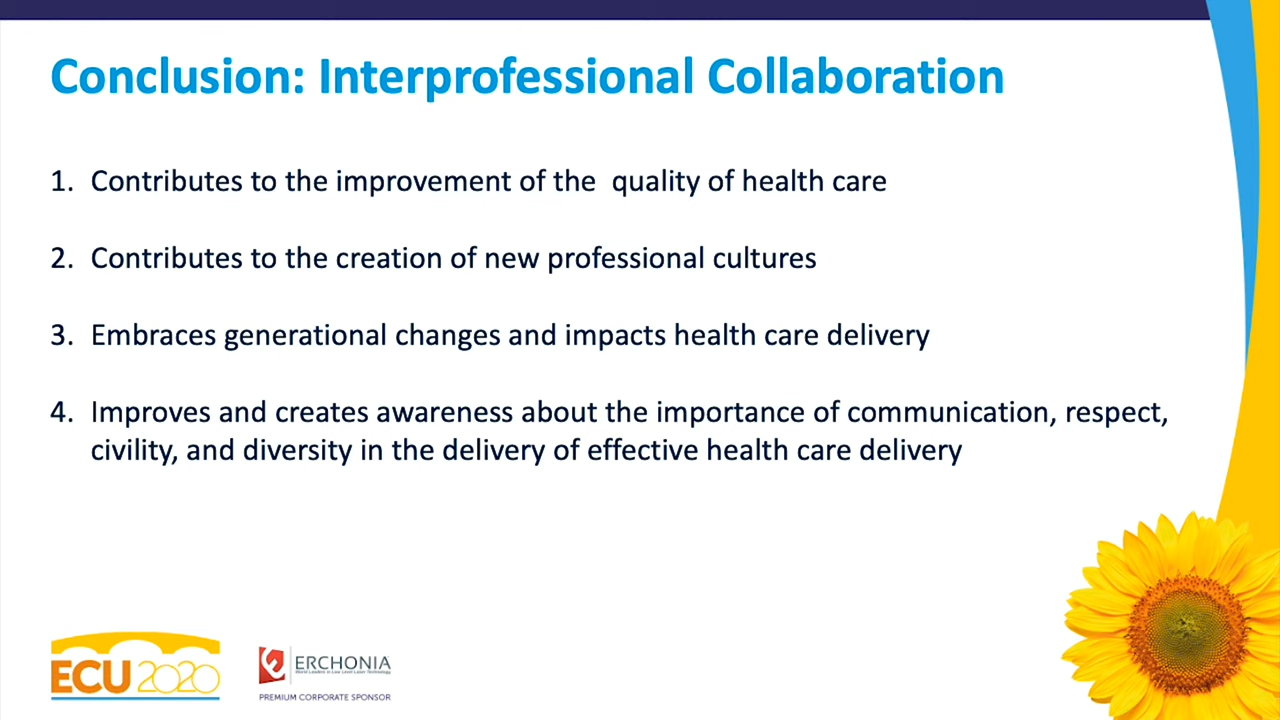 Conclusion: Interprofessional Collaboration
1. Contributes to the improvement of the  quality of health care
2. Contributes to the creation of new professional cultures
3. Embraces generational changes and impacts health care delivery
4. Improves and creates awareness about the importance of communication, respect,
civility, and diversity in the delivery of effective health care delivery
ECU2020
ERCHONIA
World Leaders in Low Level Laser Technology
PREMIUM CORPORATE SPONSOR